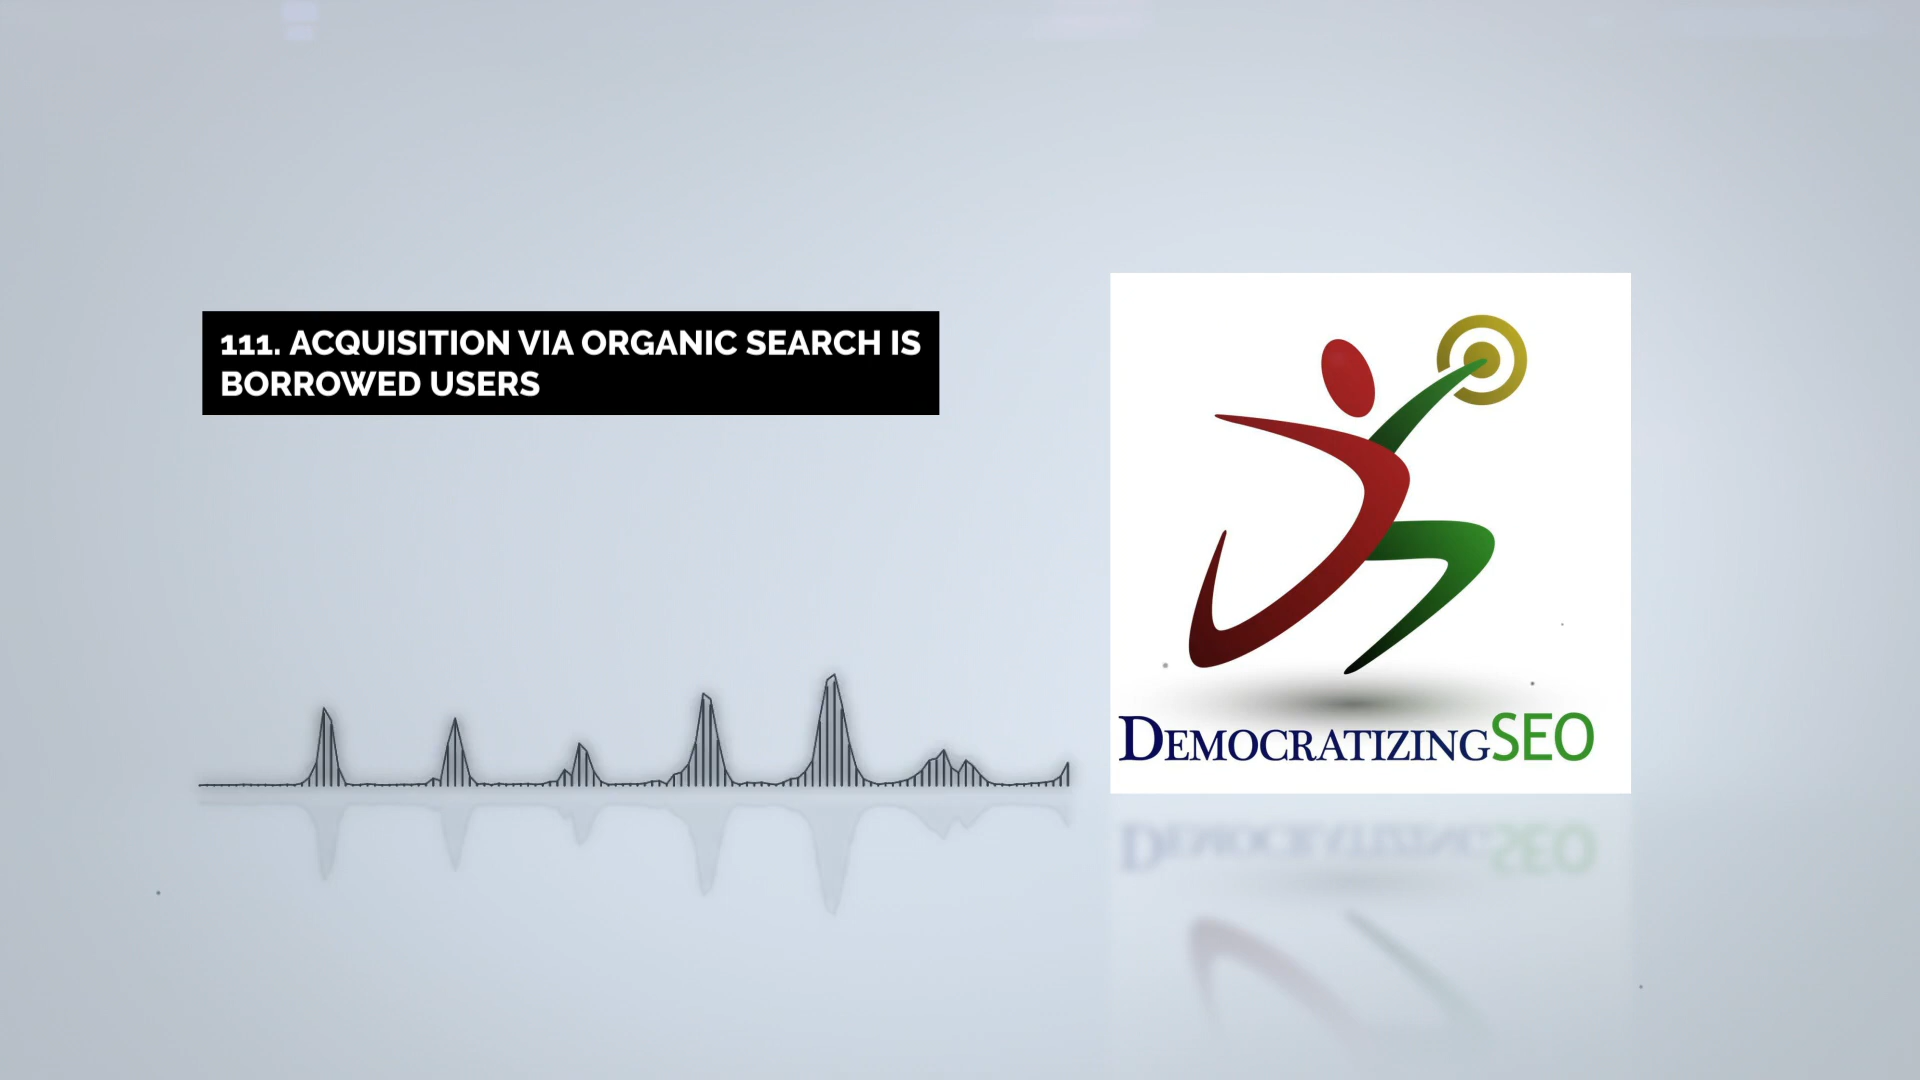 111. ACQUISITION VIA ORGANIC SEARCH IS
BORROWED USERS
DEMOCRATIZINGSEO